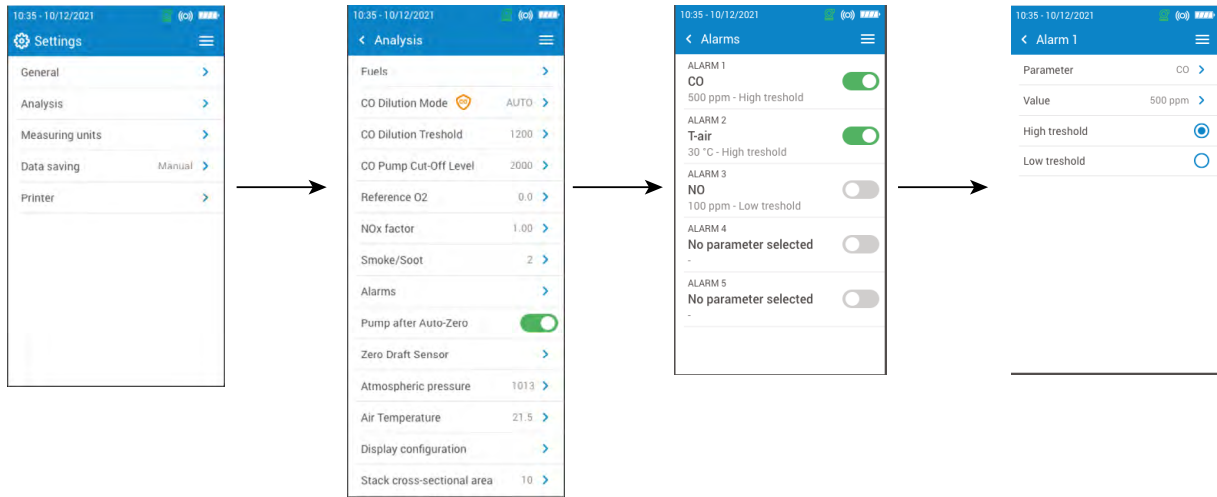 10:35 - 10/12/2021
Settings
General
Analysis
Measuring units
Data saving Manual
Printer
10:35 - 10/12/2021
Analysis
Fuels
CO Dilution Mode AUTO
CO Dilution Treshold 1200
CO Pump Cut-Off Level 2000
Reference O2 0.0
NOx factor 1.00
Smoke/Soot 2
Alarms
Pump after Auto-Zero
Zero Draft Sensor
Atmospheric pressure 1013
Air Temperature 21.5
Display configuration
Stack cross-sectional area 10
10:35 - 10/12/2021
Alarms
ALARM 1
CO
500 ppm - High treshold
ALARM 2
T-air
30 °C - High treshold
ALARM 3
NO
100 ppm - Low treshold
ALARM 4
No parameter selected
-
ALARM 5
No parameter selected
-
10:35 - 10/12/2021
Alarm 1
Parameter CO
Value 500 ppm
High treshold
Low treshold